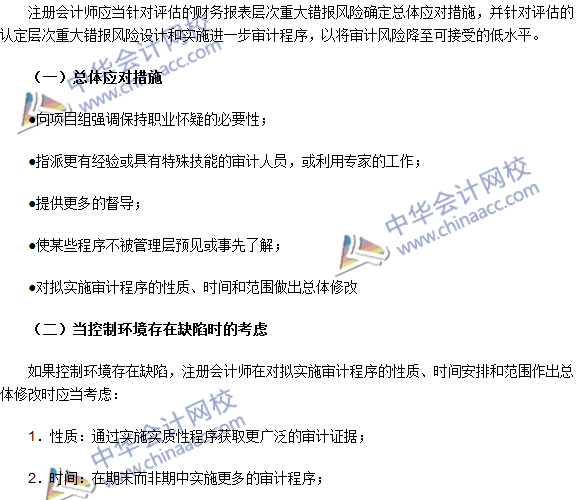 注册会计师应当针对评估的财务报表层次重大错报风险确定总体应对措施，并针对评估的
认定层次重大错报风险设计和实施进一步审计程序，以将审计风险降至可接受的低水平。
（一）总体应对措施
●向项目组强调保持职业怀疑的必要性；
●指派更有经验或具有特殊技能的审计人员，或利用专家的工作；
●提供更多的督导；
●使某些程序不被管理层预见或事先了解；
●对拟实施审计程序的性质、时间和范围做出总体修改
（二）当控制环境存在缺陷时的考虑
如果控制环境存在缺陷，注册会计师在对拟实施审计程序的性质、时间安排和范围作出总
体修改时应当考虑：
1．性质：通过实施实质性程序获取更广泛的审计证据；
2．时间：在期末而非期中实施更多的审计程序；
中华会计网校
www.chinaacc.com
中华会计网校
www.chinaacc.com
中华会计网校
www.chinaacc.com